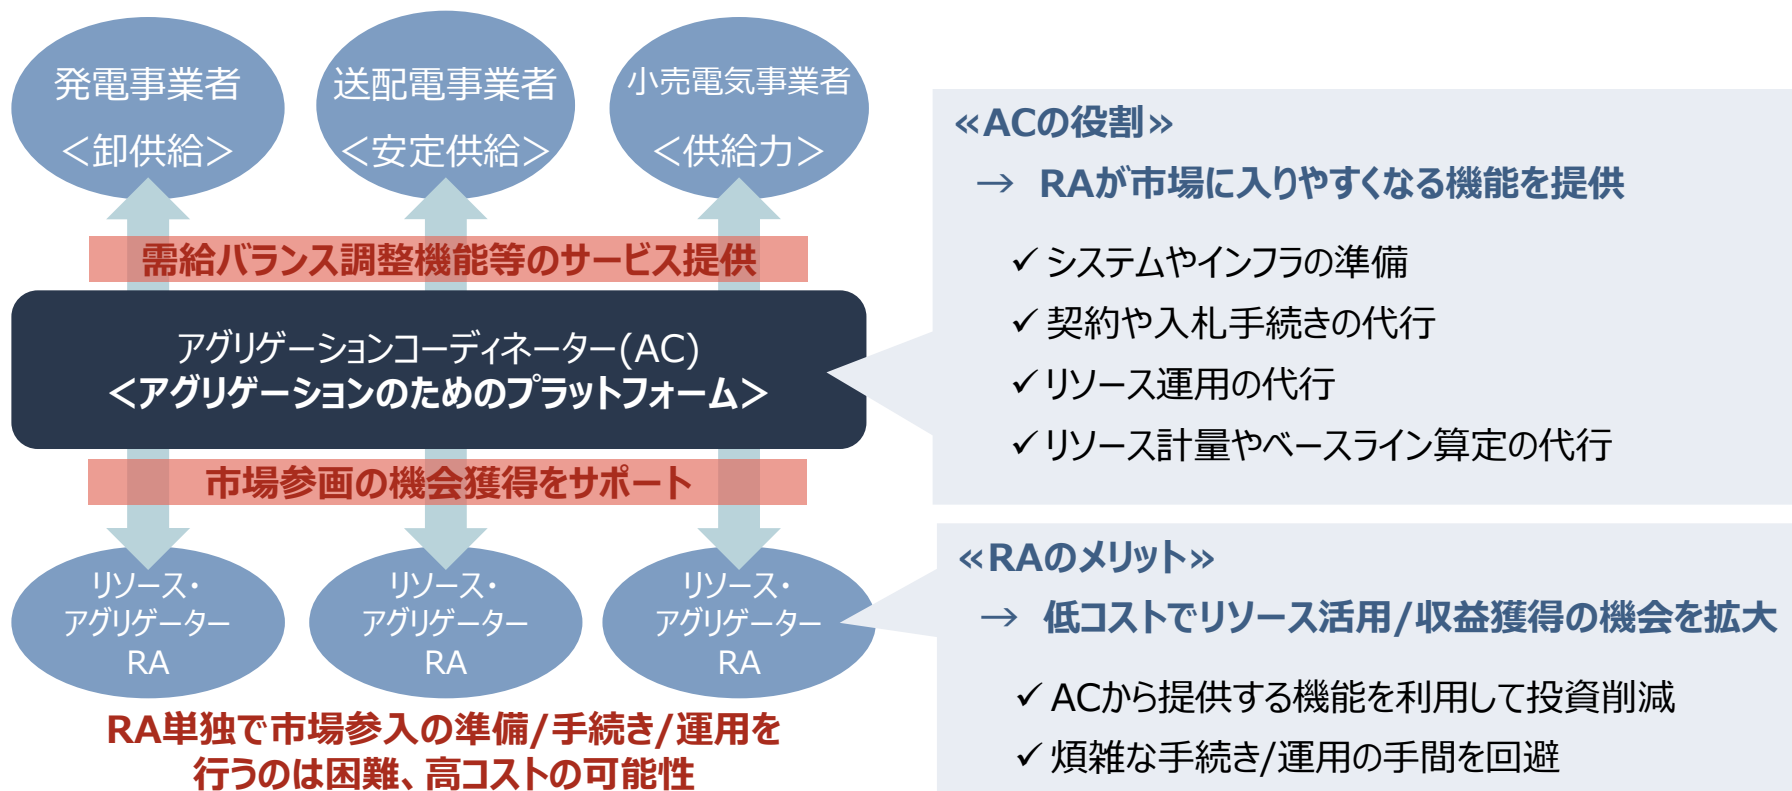 発電事業者
<卸供給>
送配電事業者
<安定供給>
小売電気事業者
<供給力>
需給バランス調整機能等のサービス提供
アグリゲーションコーディネーター(AC)
<アグリゲーションのためのプラットフォーム>
市場参画の機会獲得をサポート
リソース・
アグリゲーター
RA
リソース・
アグリゲーター
RA
リソース・
アグリゲーター
RA
RA単独で市場参入の準備/手続き/運用を
行うのは困難、高コストの可能性
«ACの役割»
→ RAが市場に入りやすくなる機能を提供
✓ システムやインフラの準備
✓ 契約や入札手続きの代行
✓ リソース運用の代行
✓ リソース計量やベースライン算定の代行
«RAのメリット»
→ 低コストでリソース活用/収益獲得の機会を拡大
✓ ACから提供する機能を利用して投資削減
✓ 煩雑な手続き/運用の手間を回避